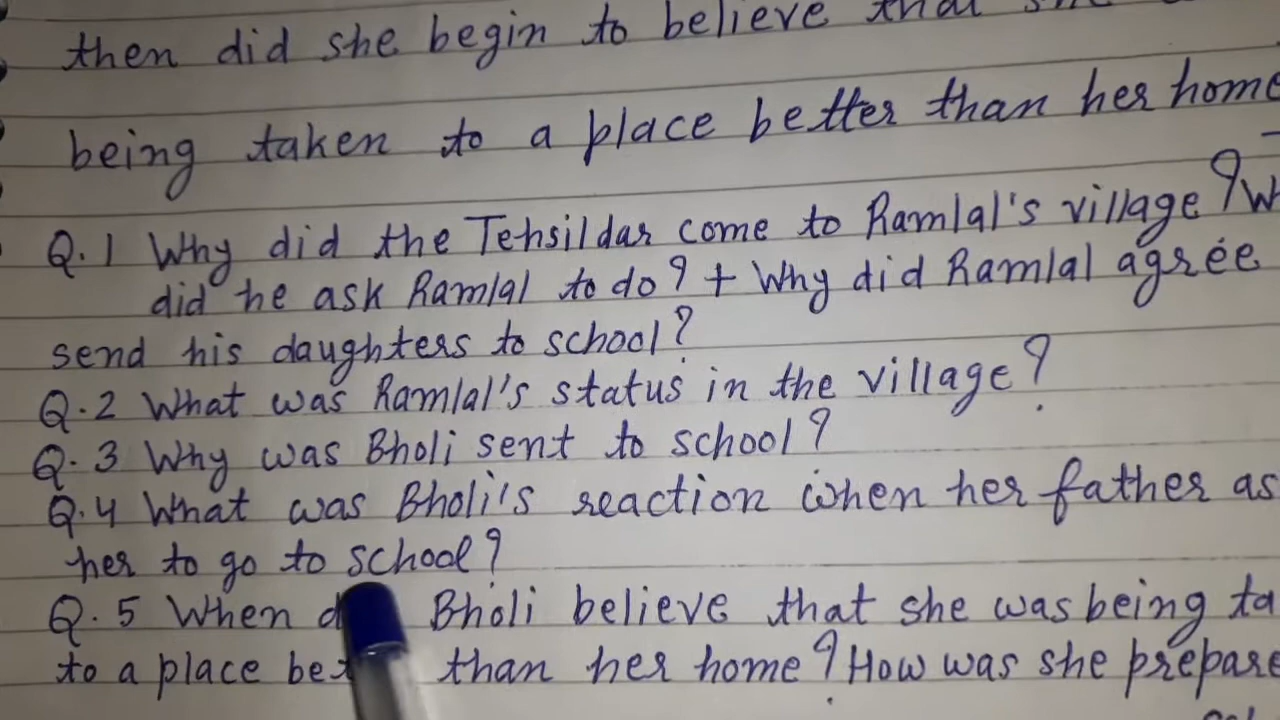 then did she begin to believe that she
being taken to a place better than her home
Q.1 Why did the Tehsildar come to Ramlal's village?
did he ask Ramlal to do? + Why did Ramlal agree
send his daughters to school?
Q.2 What was Ramlal's status in the village?
Q.3 Why was Bholi sent to school?
Q.4 What was Bholi's reaction when her father as
her to go to school?
Q.5 When Bholi believe that she was being ta
to a place than her home? How was she prepare